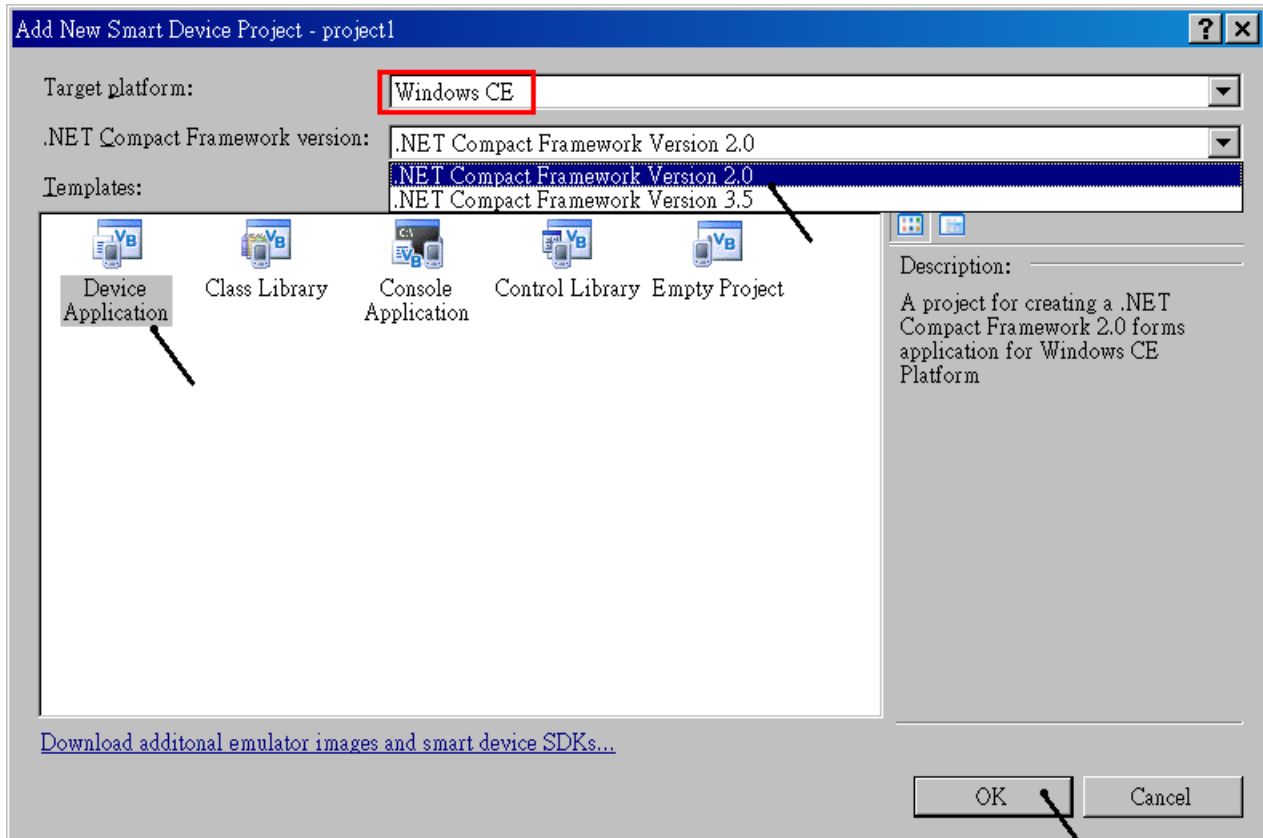 Add New Smart Device Project - project1
Target platform:
Windows CE
.NET Compact Framework version:
.NET Compact Framework Version 2.0
.NET Compact Framework Version 2.0
.NET Compact Framework Version 3.5
Templates:
Device
Application
Class Library
Console
Application
Control Library
Empty Project
Description:
A project for creating a .NET
Compact Framework 2.0 forms
application for Windows CE
Platform
Download additonal emulator images and smart device SDKs...
OK
Cancel